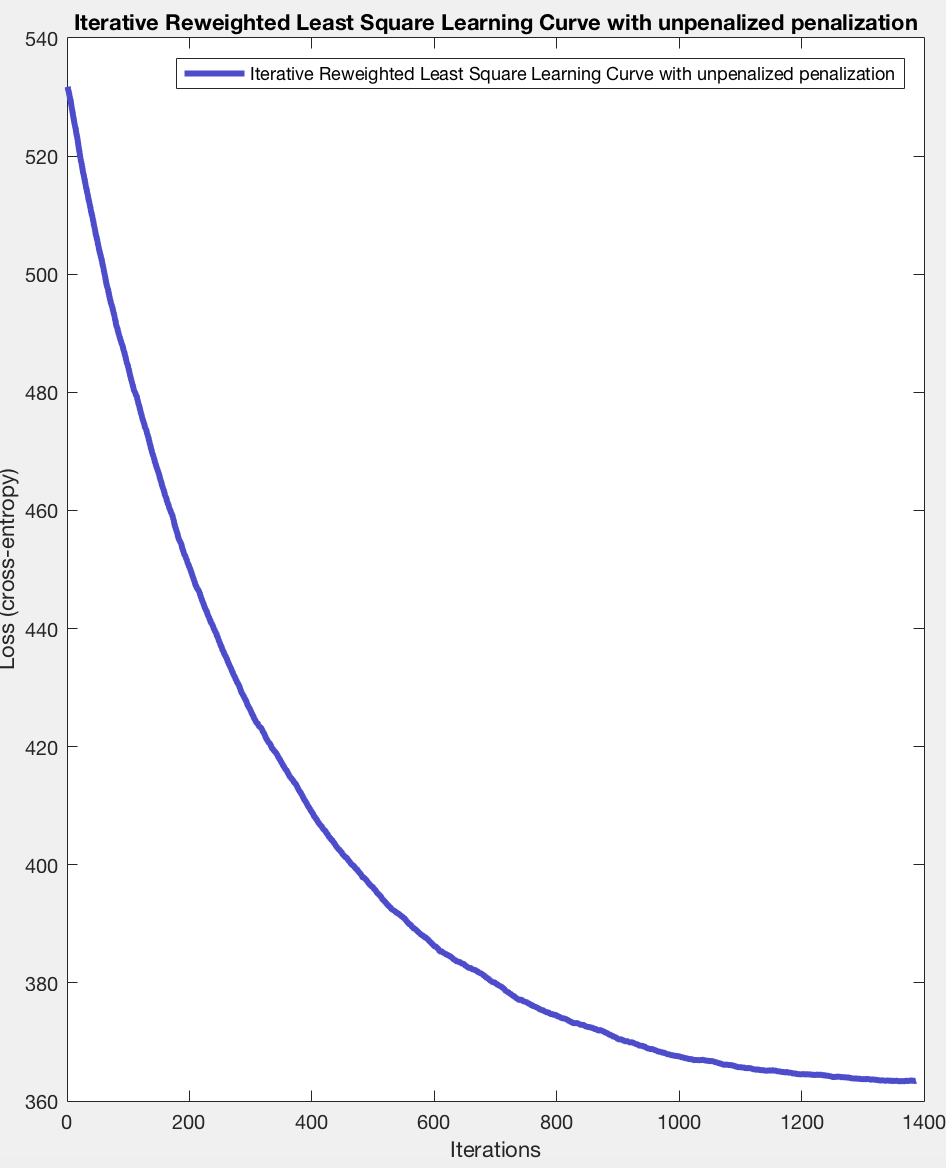 Iterative Reweighted Least Square Learning Curve with unpenalized penalization
Iterative Reweighted Least Square Learning Curve with unpenalized penalization
540
520
500
480
460
440
420
400
380
360
Loss (cross-entropy)
0 200 400 600 800 1000 1200 1400
Iterations